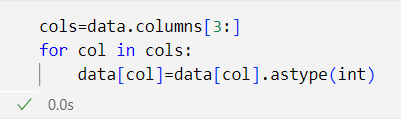 cols=data.columns[3:]
for col in cols:
    data[col]=data[col].astype(int)
0.0s